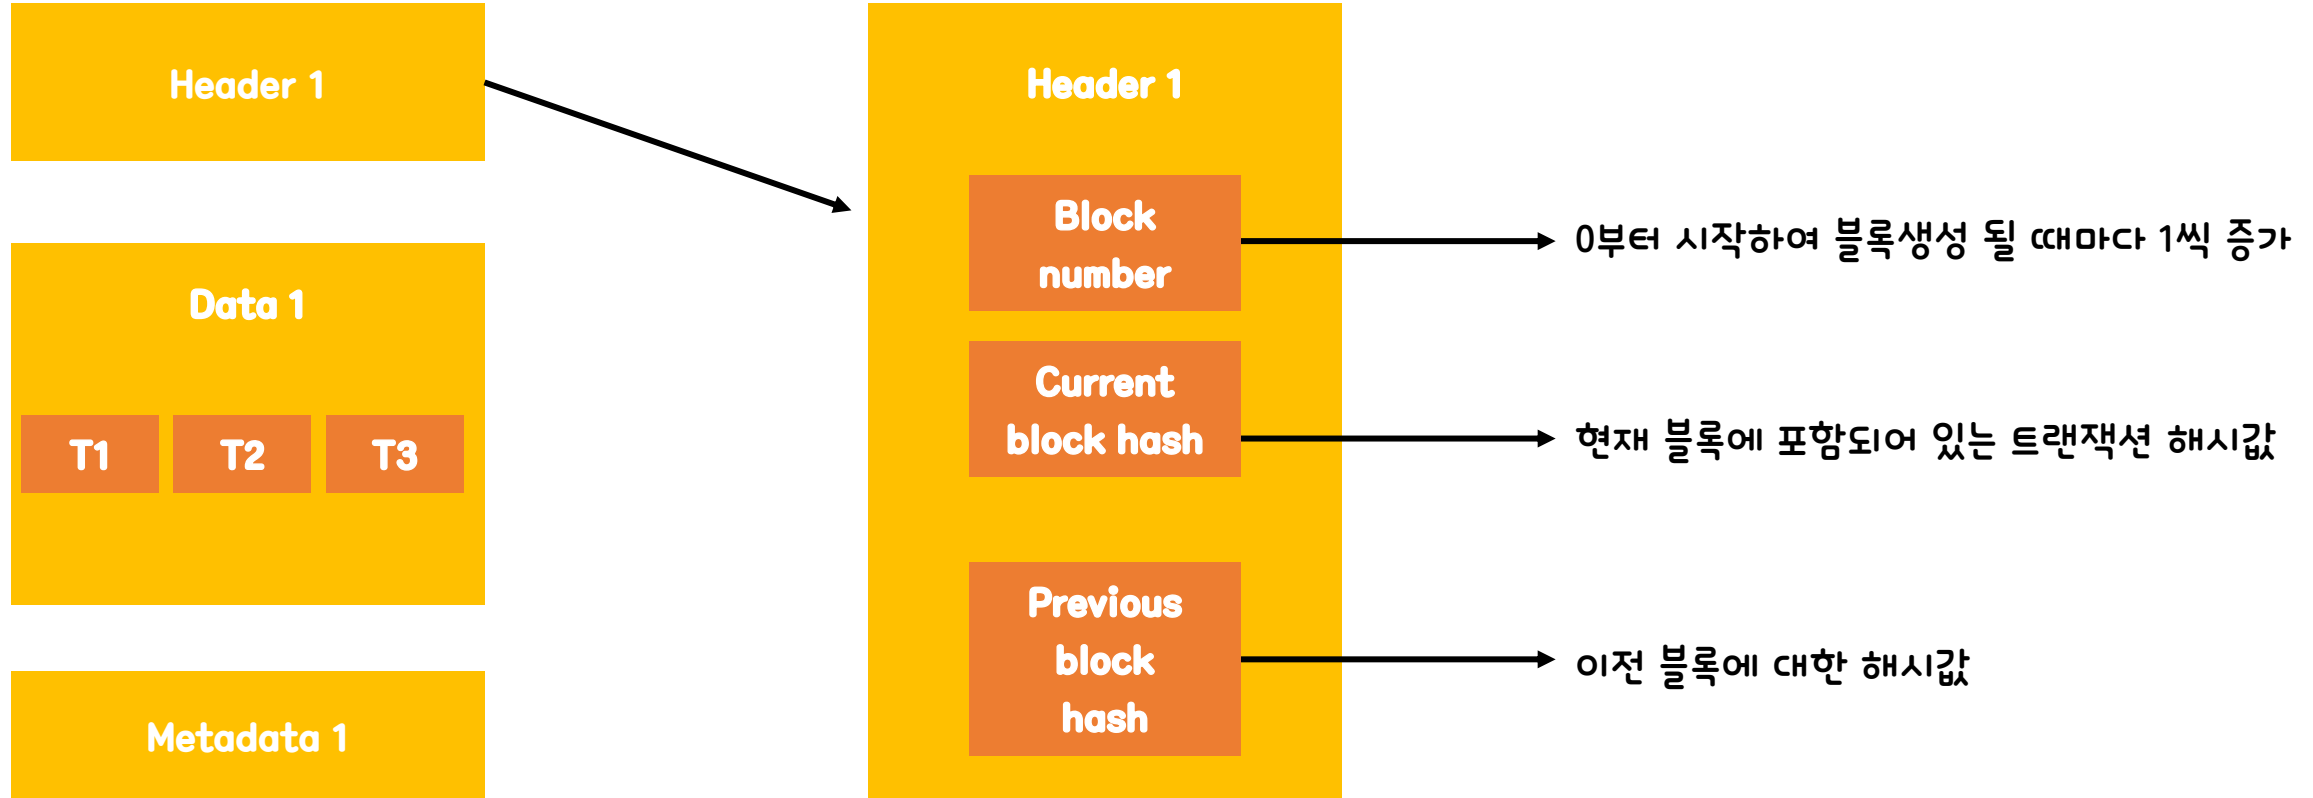 Header 1
Data 1
T1 T2 T3
Metadata 1
Header 1
Block
number
0부터 시작하여 블록생성 될 때마다 1씩 증가
Current
block hash
현재 블록에 포함되어 있는 트랜잭션 해시값
Previous
block
hash
이전 블록에 대한 해시값